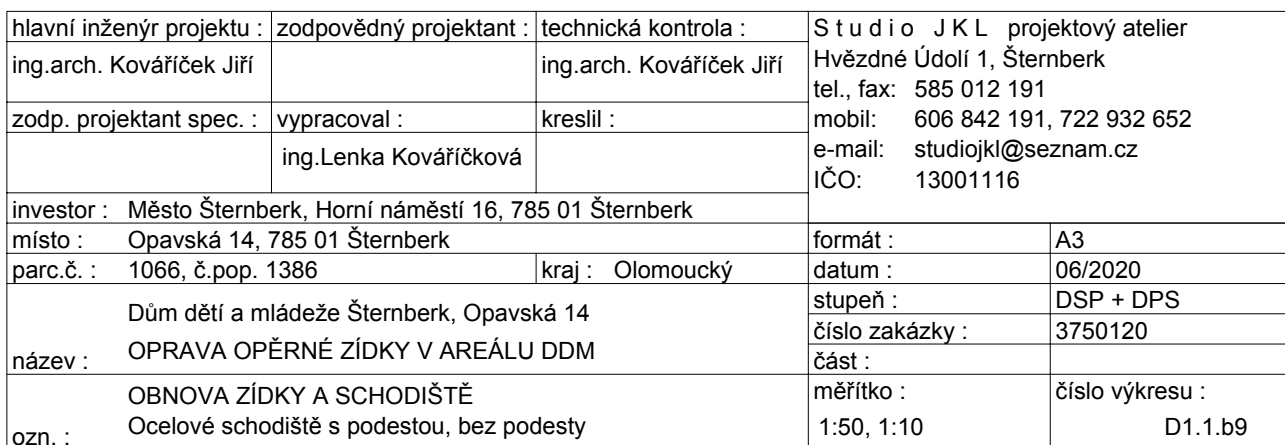 hlavní inženýr projektu : zodpovědný projektant : technická kontrola :
ing.arch. Kováříček Jiří ing.arch. Kováříček Jiří
zodp. projektant spec. : vypracoval : kreslil :
ing.Lenka Kováříčková
S t u d i o J K L projektový atelier
Hvězdné Údolí 1, Šternberk
tel., fax: 585 012 191
mobil: 606 842 191, 722 932 652
e-mail: studiojkl@seznam.cz
IČO: 13001116
investor : Město Šternberk, Horní náměstí 16, 785 01 Šternberk
místo : Opavská 14, 785 01 Šternberk
parc.č. : 1066, č.pop. 1386 kraj : Olomoucký
formát : A3
datum : 06/2020
stupeň : DSP + DPS
číslo zakázky : 3750120
část :
Dům dětí a mládeže Šternberk, Opavská 14
název : OPRAVA OPĚRNÉ ZÍDKY V AREÁLU DDM
OBNOVA ZÍDKY A SCHODIŠTĚ
ozn. : Ocelové schodiště s podestou, bez podesty
měřítko : číslo výkresu :
1:50, 1:10 D1.1.b9